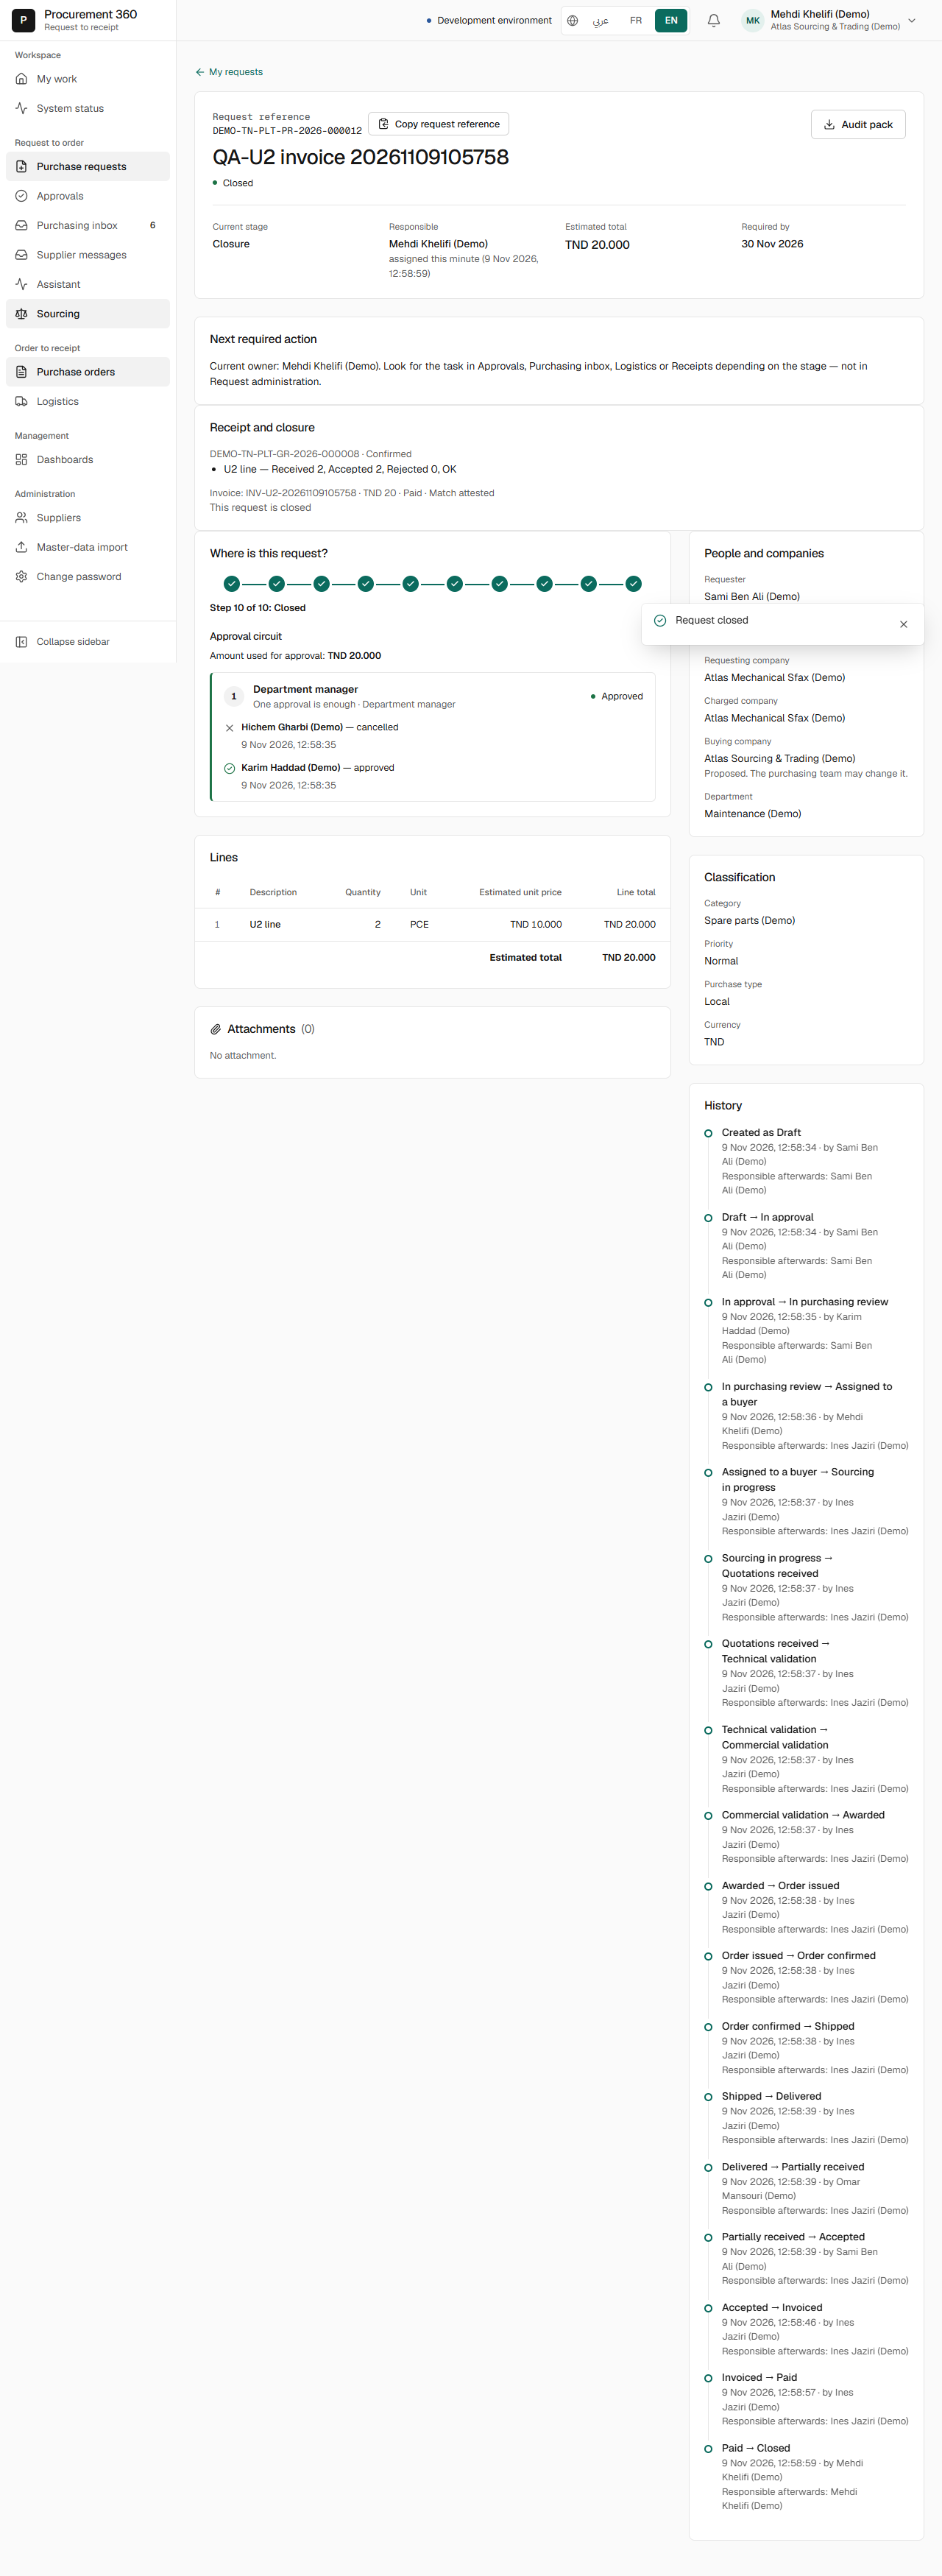 P
Procurement 360
Request to receipt
Development environment
عربي
FR
EN
MK
Mehdi Khelifi (Demo)
Atlas Sourcing & Trading (Demo)
Workspace
My work
System status
Request to order
Purchase requests
Approvals
Purchasing inbox 6
Supplier messages
Assistant
Sourcing
Order to receipt
Purchase orders
Logistics
Management
Dashboards
Administration
Suppliers
Master-data import
Change password
Collapse sidebar
My requests
Request reference
DEMO-TN-PLT-PR-2026-000012
Copy request reference
Audit pack
QA-U2 invoice 20261109105758
Closed
Current stage
Closure
Responsible
Mehdi Khelifi (Demo)
assigned this minute (9 Nov 2026,
12:58:59)
Estimated total
TND 20.000
Required by
30 Nov 2026
Next required action
Current owner: Mehdi Khelifi (Demo). Look for the task in Approvals, Purchasing inbox, Logistics or Receipts depending on the stage — not in
Request administration.
Receipt and closure
DEMO-TN-PLT-GR-2026-000008 · Confirmed
• U2 line — Received 2, Accepted 2, Rejected 0, OK
Invoice: INV-U2-20261109105758 · TND 20 · Paid · Match attested
This request is closed
Where is this request?
Step 10 of 10: Closed
Approval circuit
Amount used for approval: TND 20.000
1
Department manager
One approval is enough · Department manager
Approved
Hichem Gharbi (Demo) — cancelled
9 Nov 2026, 12:58:35
Karim Haddad (Demo) — approved
9 Nov 2026, 12:58:35
Lines
# Description Quantity Unit Estimated unit price Line total
1 U2 line 2 PCE TND 10.000 TND 20.000
Estimated total TND 20.000
Attachments (0)
No attachment.
People and companies
Requester
Sami Ben Ali (Demo)
Request closed
Requesting company
Atlas Mechanical Sfax (Demo)
Charged company
Atlas Mechanical Sfax (Demo)
Buying company
Atlas Sourcing & Trading (Demo)
Proposed. The purchasing team may change it.
Department
Maintenance (Demo)
Classification
Category
Spare parts (Demo)
Priority
Normal
Purchase type
Local
Currency
TND
History
Created as Draft
9 Nov 2026, 12:58:34 · by Sami Ben
Ali (Demo)
Responsible afterwards: Sami Ben
Ali (Demo)
Draft → In approval
9 Nov 2026, 12:58:34 · by Sami Ben
Ali (Demo)
Responsible afterwards: Sami Ben
Ali (Demo)
In approval → In purchasing review
9 Nov 2026, 12:58:35 · by Karim
Haddad (Demo)
Responsible afterwards: Sami Ben
Ali (Demo)
In purchasing review → Assigned to
a buyer
9 Nov 2026, 12:58:36 · by Mehdi
Khelifi (Demo)
Responsible afterwards: Ines Jaziri (Demo)
Assigned to a buyer → Sourcing
in progress
9 Nov 2026, 12:58:37 · by Ines
Jaziri (Demo)
Responsible afterwards: Ines Jaziri (Demo)
Sourcing in progress →
Quotations received
9 Nov 2026, 12:58:37 · by Ines
Jaziri (Demo)
Responsible afterwards: Ines Jaziri (Demo)
Quotations received →
Technical validation
9 Nov 2026, 12:58:37 · by Ines
Jaziri (Demo)
Responsible afterwards: Ines Jaziri (Demo)
Technical validation →
Commercial validation
9 Nov 2026, 12:58:37 · by Ines
Jaziri (Demo)
Responsible afterwards: Ines Jaziri (Demo)
Commercial validation → Awarded
9 Nov 2026, 12:58:37 · by Ines
Jaziri (Demo)
Responsible afterwards: Ines Jaziri (Demo)
Awarded → Order issued
9 Nov 2026, 12:58:38 · by Ines
Jaziri (Demo)
Responsible afterwards: Ines Jaziri (Demo)
Order issued → Order confirmed
9 Nov 2026, 12:58:38 · by Ines
Jaziri (Demo)
Responsible afterwards: Ines Jaziri (Demo)
Order confirmed → Shipped
9 Nov 2026, 12:58:38 · by Ines
Jaziri (Demo)
Responsible afterwards: Ines Jaziri (Demo)
Shipped → Delivered
9 Nov 2026, 12:58:39 · by Ines
Jaziri (Demo)
Responsible afterwards: Ines Jaziri (Demo)
Delivered → Partially received
9 Nov 2026, 12:58:39 · by Omar
Mansouri (Demo)
Responsible afterwards: Ines Jaziri (Demo)
Partially received → Accepted
9 Nov 2026, 12:58:39 · by Sami Ben
Ali (Demo)
Responsible afterwards: Ines Jaziri (Demo)
Accepted → Invoiced
9 Nov 2026, 12:58:46 · by Ines
Jaziri (Demo)
Responsible afterwards: Ines Jaziri (Demo)
Invoiced → Paid
9 Nov 2026, 12:58:57 · by Ines
Jaziri (Demo)
Responsible afterwards: Ines Jaziri (Demo)
Paid → Closed
9 Nov 2026, 12:58:59 · by Mehdi
Khelifi (Demo)
Responsible afterwards: Mehdi
Khelifi (Demo)